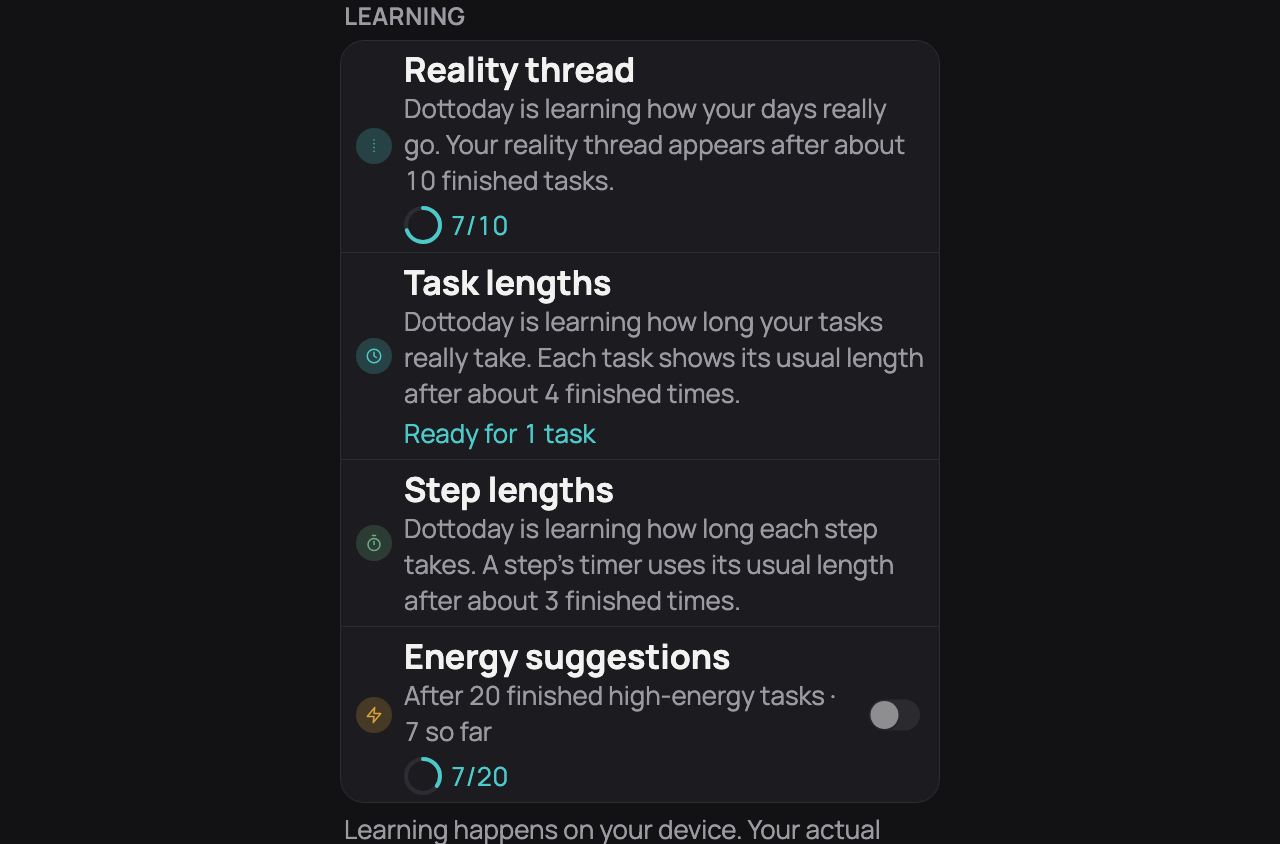 LEARNING
Reality thread
Dottoday is learning how your days really
go. Your reality thread appears after about
10 finished tasks.
7/10
Task lengths
Dottoday is learning how long your tasks
really take. Each task shows its usual length
after about 4 finished times.
Ready for 1 task
Step lengths
Dottoday is learning how long each step
takes. A step’s timer uses its usual length
after about 3 finished times.
Energy suggestions
After 20 finished high-energy tasks ·
7 so far
7/20
Learning happens on your device. Your actual